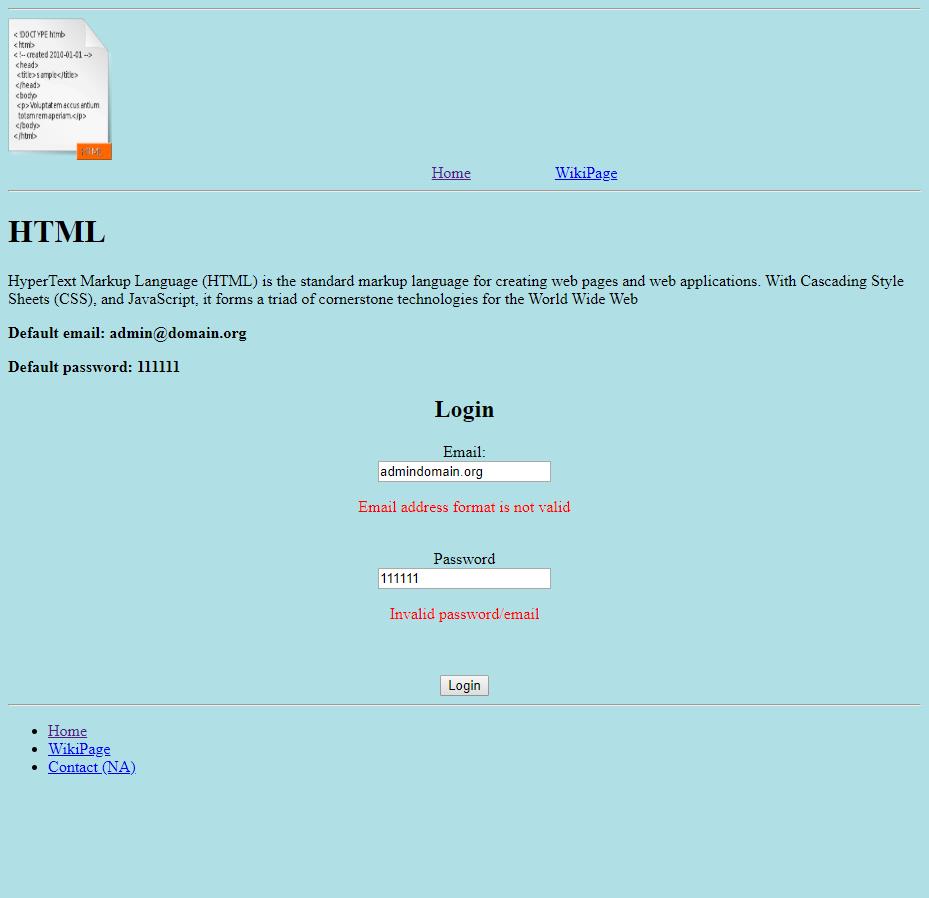 < !DOCTYPE html>
< html>
< !-- created 2010-01-01 -->
<head>
<title>sample</title>
</head>
<body>
<p>Voluptatem accusantium
totam rem aperiam.</p>
</body>
</html>
HTML
Home WikiPage
HTML
HyperText Markup Language (HTML) is the standard markup language for creating web pages and web applications. With Cascading Style
Sheets (CSS), and JavaScript, it forms a triad of cornerstone technologies for the World Wide Web
Default email: admin@domain.org
Default password: 111111
Login
Email:
admindomain.org
Email address format is not valid
Password
111111
Invalid password/email
Login
Home
WikiPage
Contact (NA)